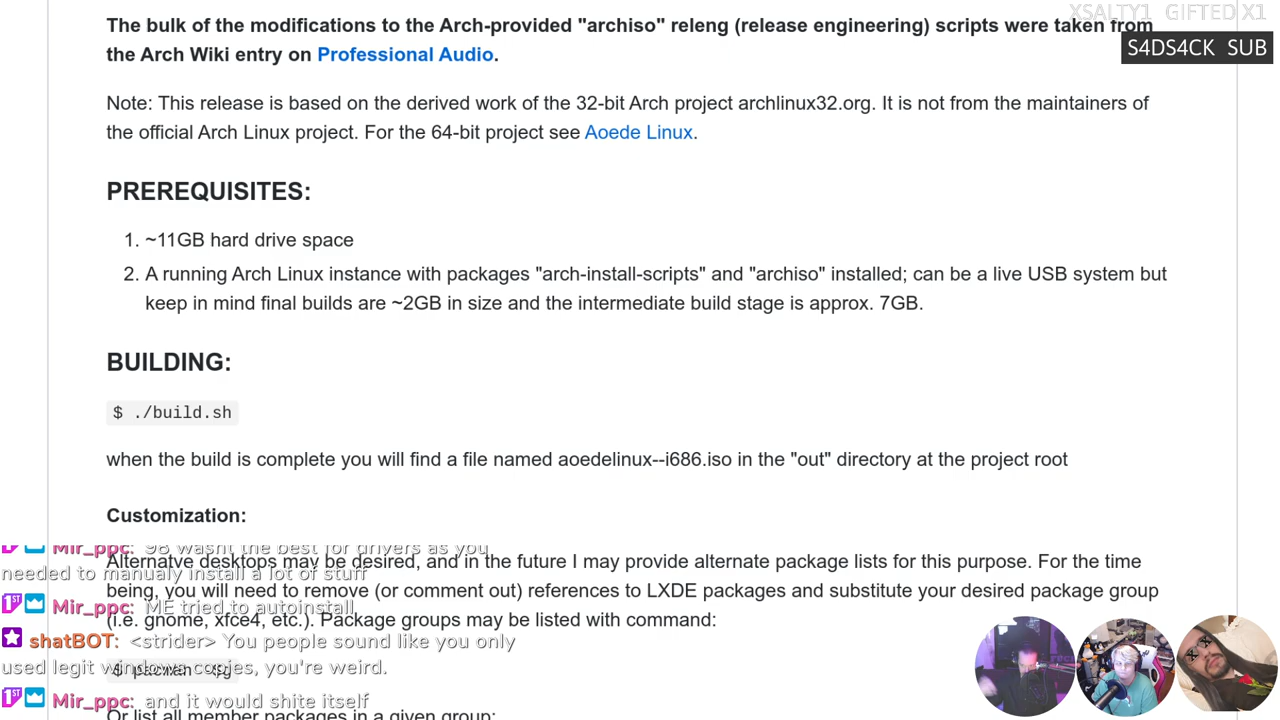 XSALTY1 GIFTED X1
S4DS4CK SUB
The bulk of the modifications to the Arch-provided "archiso" releng (release engineering) scripts were taken from
the Arch Wiki entry on Professional Audio.
Note: This release is based on the derived work of the 32-bit Arch project archlinux32.org. It is not from the maintainers of
the official Arch Linux project. For the 64-bit project see Aoede Linux.
PREREQUISITES:
1. ~11GB hard drive space
2. A running Arch Linux instance with packages "arch-install-scripts" and "archiso" installed; can be a live USB system but
keep in mind final builds are ~2GB in size and the intermediate build stage is approx. 7GB.
BUILDING:
$ ./build.sh
when the build is complete you will find a file named aoedelinux--i686.iso in the "out" directory at the project root
Customization:
Alternatve desktops may be desired, and in the future I may provide alternate package lists for this purpose. For the time
being, you will need to remove (or comment out) references to LXDE packages and substitute your desired package group
(i.e. gnome, xfce4, etc.). Package groups may be listed with command:
$ pacman -Sg
Or list all member packages in a given group:
Mir_ppc: 98 wasnt the best for drivers as you
needed to manualy install a lot of stuff
Mir_ppc: ME tried to autoinstall
shatBOT: <strider> You people sound like you only
used legit windows copies, you're weird.
Mir_ppc: and it would shite itself